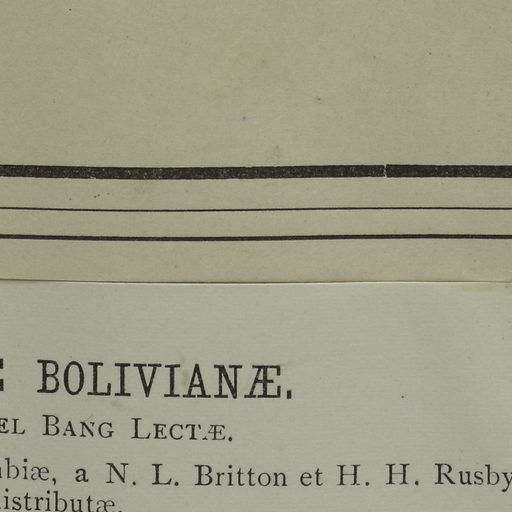 BOLIVIANÆ.
EL BANG LECTÆ.
biæ, a N. L. Britton et H. H. Rusby
istributæ.